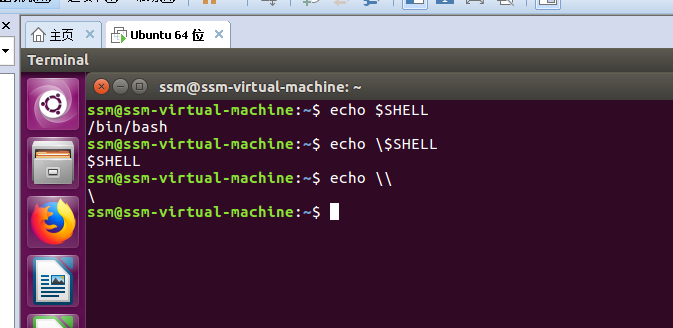 主页
Ubuntu 64 位
Terminal
ssm@ssm-virtual-machine: ~
ssm@ssm-virtual-machine:~$ echo $SHELL
/bin/bash
ssm@ssm-virtual-machine:~$ echo \$SHELL
$SHELL
ssm@ssm-virtual-machine:~$ echo \\
\
ssm@ssm-virtual-machine:~$